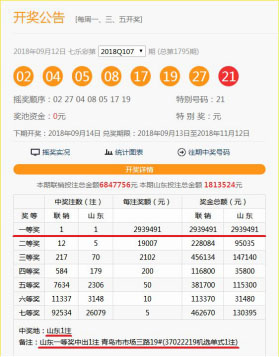 开奖公告 [每周一、三、五开奖]
2018年09月12日 七乐彩第 2018Q107 期 (总第1795期)
02 04 05 08 17 19 27 21
摇奖顺序：02 27 04 08 05 17 19 特别号码：21
奖池资金：0元 特 别 奖：元
下期开奖：2018年09月14日 兑奖期限：2018年09月13日至2018年11月12日
摇奖实况 统计图表 往期中奖号码
开奖详情
本期联销投注总金额6847756元 本期山东投注总金额1813524元
奖 等 中奖注数（注） 每注奖额（元） 奖金总额（元）
联销 山东 联销 山东
一等奖 1 1 2939491 2939491 2939491
二等奖 12 5 19007 228084 95035
三等奖 217 70 2102 456134 147140
四等奖 584 179 200 116800 35800
五等奖 7634 2306 50 381700 115300
六等奖 11337 3148 10 113370 31480
七等奖 92534 26079 5 462670 130395
中奖地：山东1注
备注：山东一等奖中出1注 青岛市市场三路19#(37022219机选单式1注)